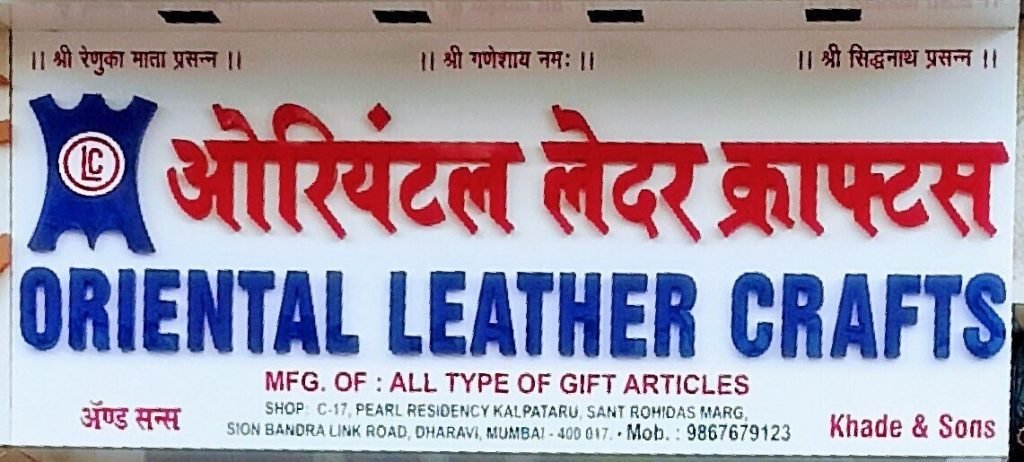 || श्री रेणुका माता प्रसन्न || || श्री गणेशाय नमः || || श्री सिद्धनाथ प्रसन्न ||
OLC ओरियंटल लेदर क्राफ्टस
ORIENTAL LEATHER CRAFTS
MFG. OF : ALL TYPE OF GIFT ARTICLES
SHOP: C-17, PEARL RESIDENCY KALPATARU, SANT ROHIDAS MARG,
ॲण्ड सन्स SION BANDRA LINK ROAD, DHARAVI, MUMBAI - 400 017. • Mob. : 9867679123 Khade & Sons